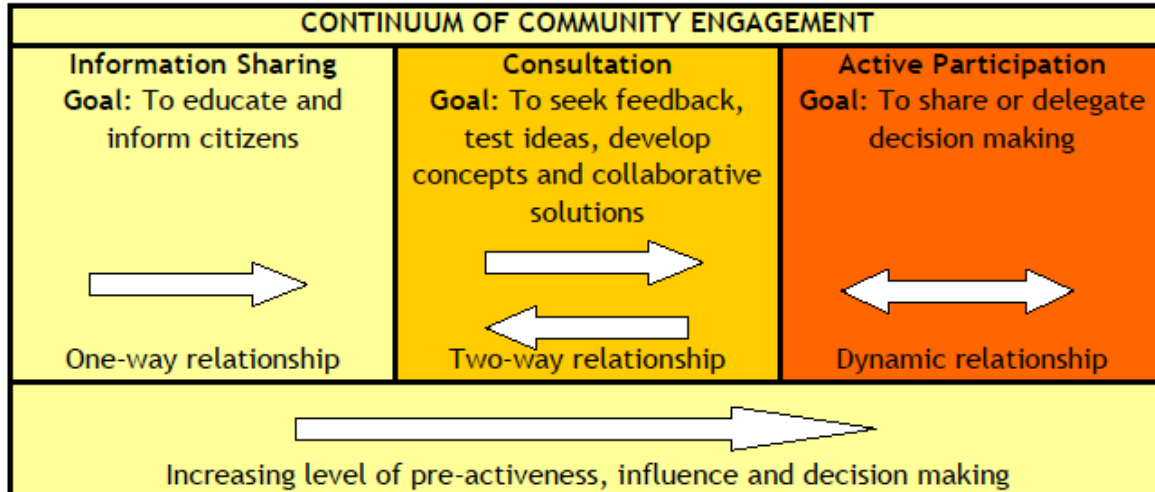 CONTINUUM OF COMMUNITY ENGAGEMENT
Information Sharing
Goal: To educate and
inform citizens
One-way relationship
Consultation
Goal: To seek feedback,
test ideas, develop
concepts and collaborative
solutions
Two-way relationship
Active Participation
Goal: To share or delegate
decision making
Dynamic relationship
Increasing level of pre-activeness, influence and decision making